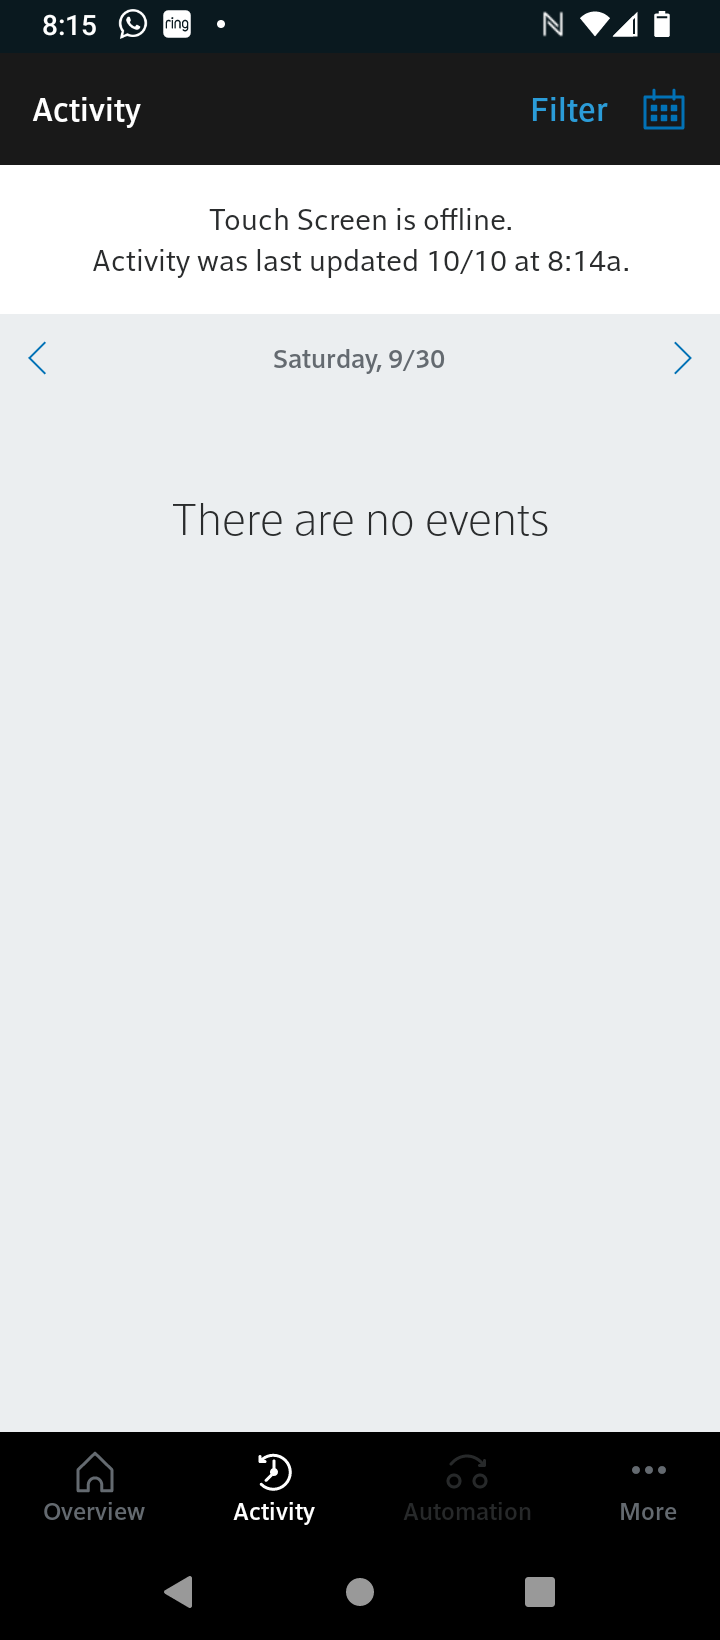 8:15 ring
Activity Filter
Touch Screen is offline.
Activity was last updated 10/10 at 8:14a.
Saturday, 9/30
There are no events
Overview Activity Automation More